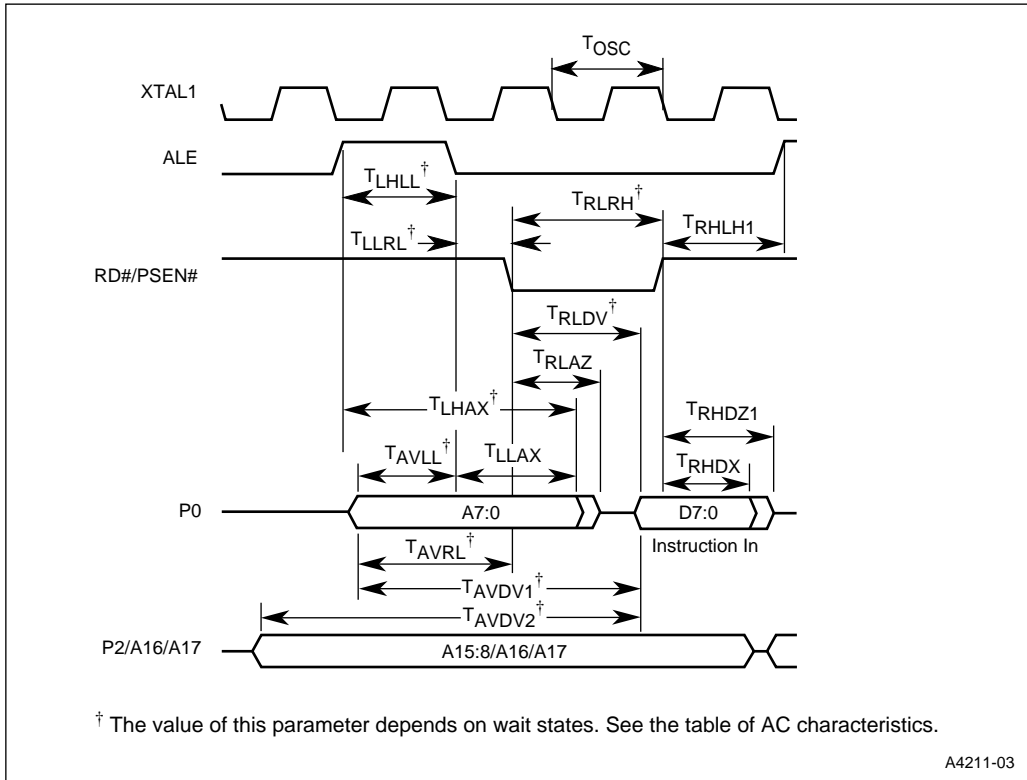 TOSC
XTAL1
ALE
TLHLL†
TRLRH†
TRHLH1
TLLRL†
RD#/PSEN#
TRLDV†
TRLAZ
TLHAX†
TRHDZ1
TAVLL†
TLLAX
TRHDX
P0
A7:0
D7:0
Instruction In
TAVRL†
TAVDV1†
TAVDV2†
P2/A16/A17
A15:8/A16/A17
† The value of this parameter depends on wait states. See the table of AC characteristics.
A4211-03